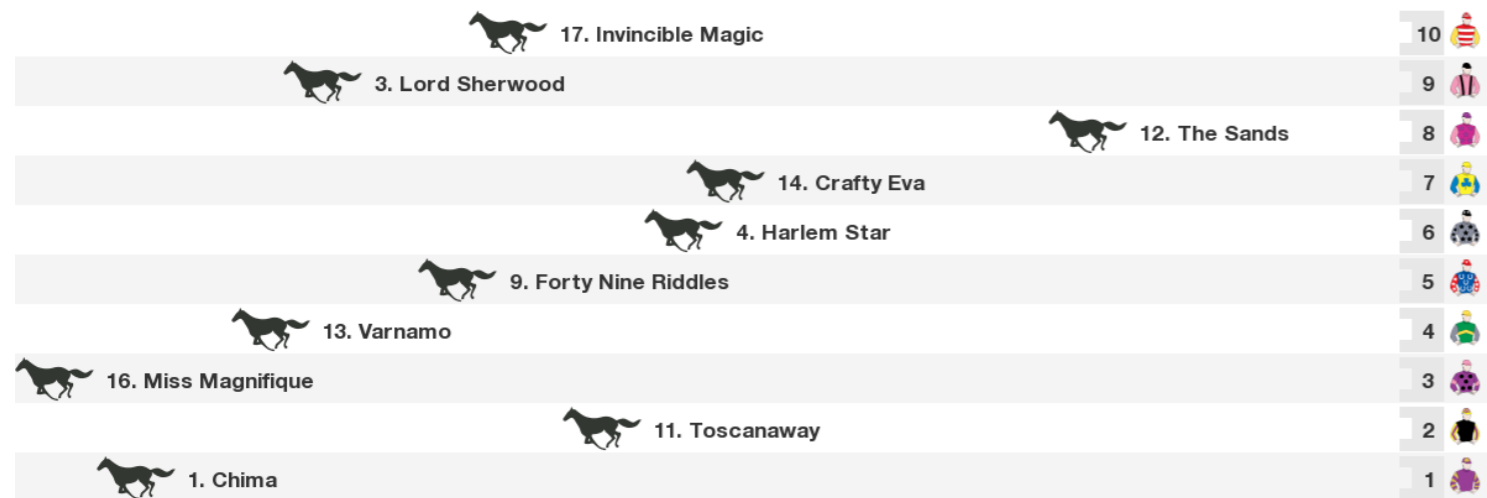 17. Invincible Magic 10
3. Lord Sherwood 9
12. The Sands 8
14. Crafty Eva 7
4. Harlem Star 6
9. Forty Nine Riddles 5
13. Varnamo 4
16. Miss Magnifique 3
11. Toscanaway 2
1. Chima 1